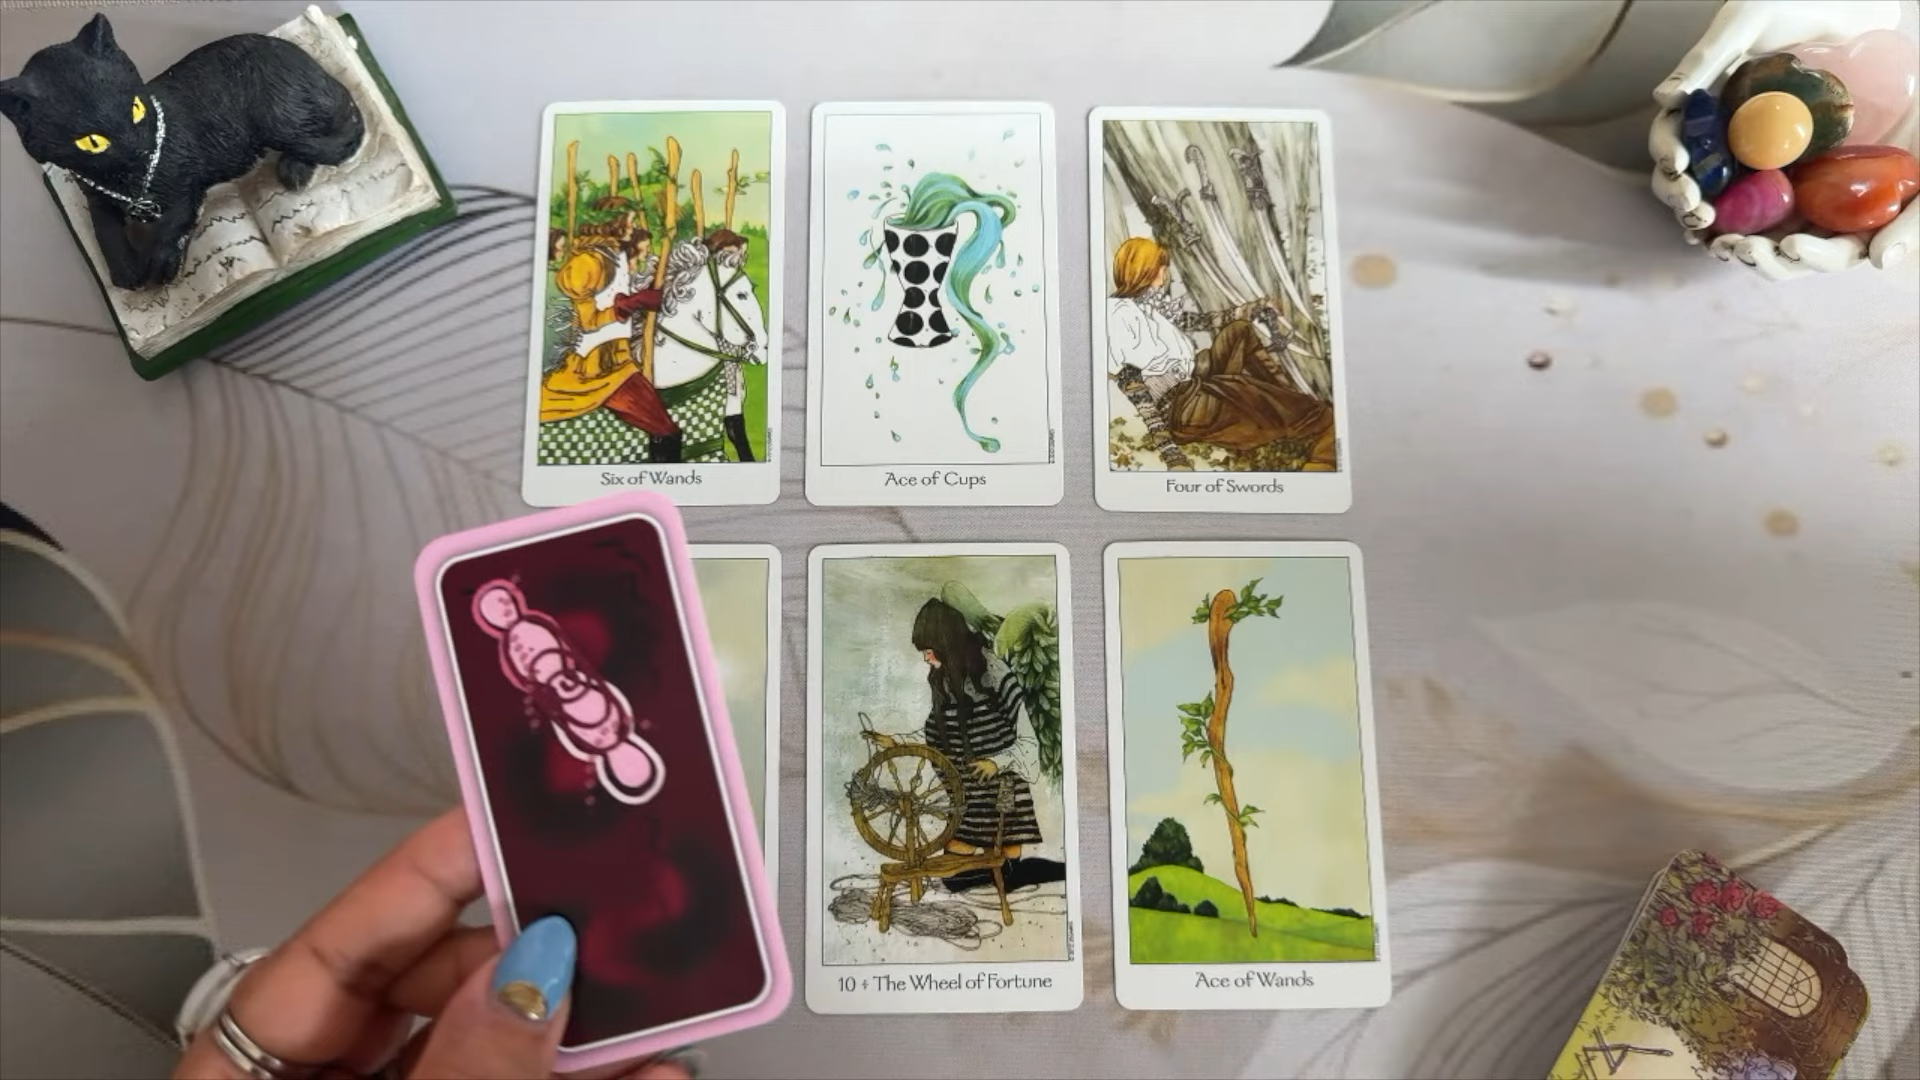 Six of Wands
Ace of Cups
Four of Swords
10 ÷ The Wheel of Fortune
Ace of Wands